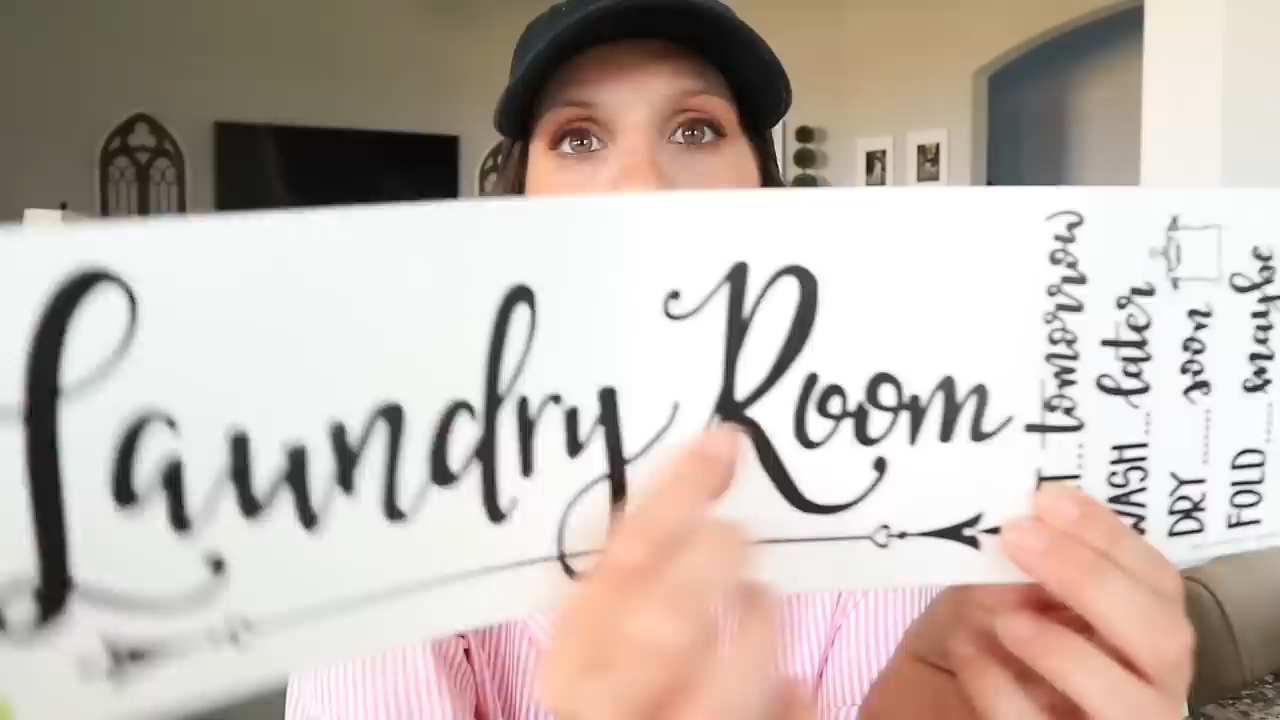 Laundry Room
tomorrow
WASH....later
DRY.......soon
FOLD.....maybe